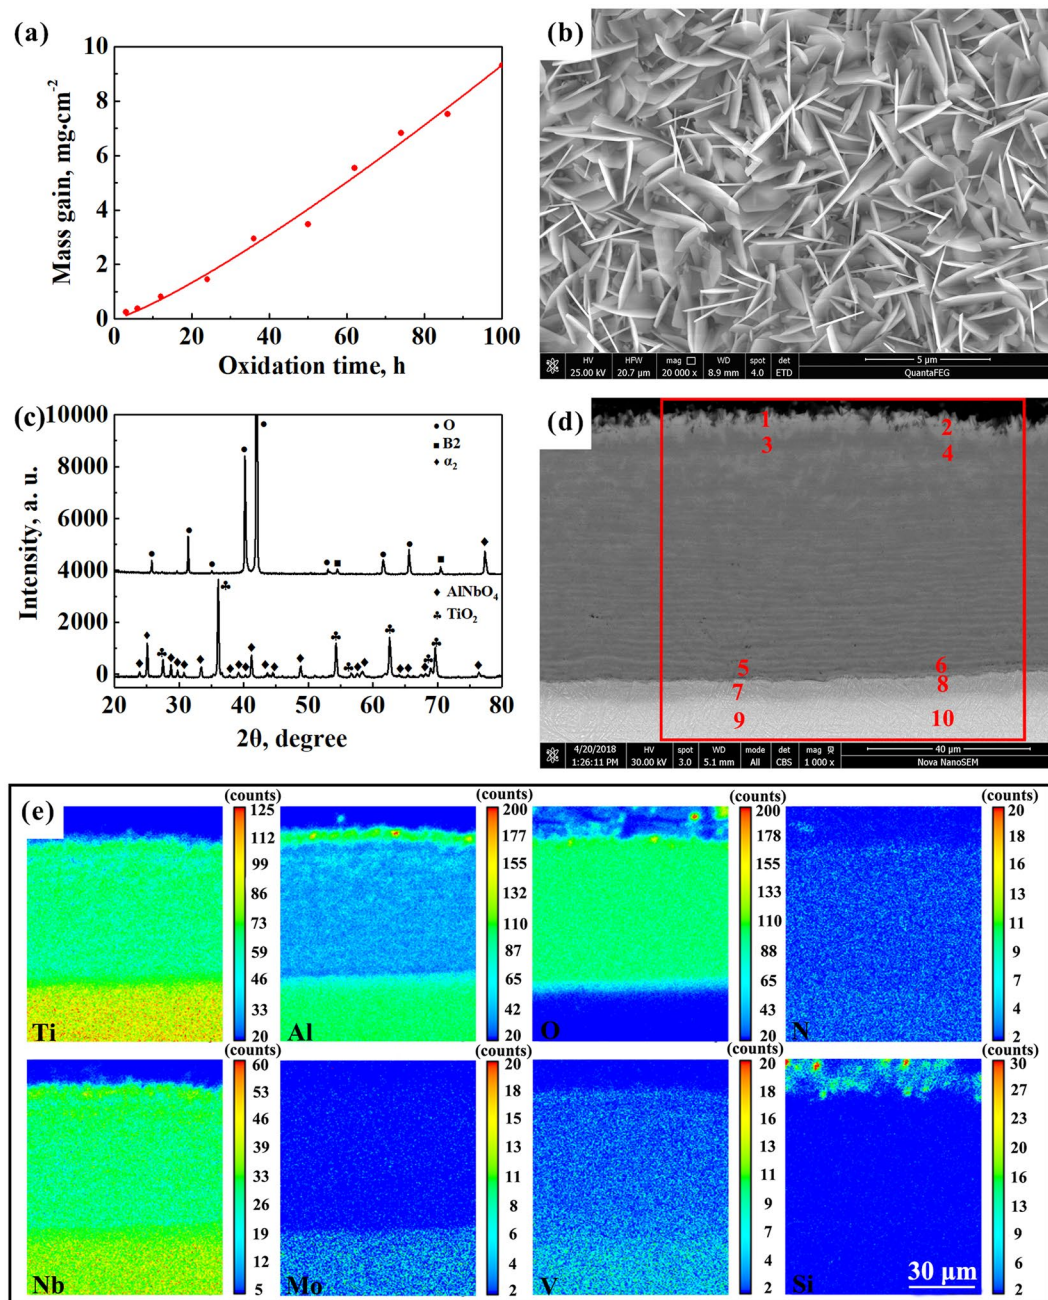 (a)
10
8
6
4
2
0
Mass gain, mg·cm⁻²
0 20 40 60 80 100
Oxidation time, h
(b)
HV HFW mag WD spot det
25.00 kV 20.7 µm 20 000 x 8.9 mm 4.0 ETD
5 µm
QuantaFEG
(c)
10000
8000
6000
4000
2000
0
Intensity, a. u.
O
B2
α₂
AlNbO₄
TiO₂
20 30 40 50 60 70 80
2θ, degree
(d)
1 2
3 4
5 6
7 8
9 10
4/20/2018 HV spot WD mode det mag
1:26:11 PM 30.00 kV 3.0 5.1 mm All CBS 1 000 x
40 µm
Nova NanoSEM
(e)
(counts) (counts) (counts) (counts)
125 200 200 20
112 177 178 18
99 155 155 16
86 132 133 13
73 110 110 11
59 87 88 9
46 65 65 7
33 42 43 4
20 20 20 2
Ti Al O N
(counts) (counts) (counts) (counts)
60 20 20 30
53 18 18 27
46 15 16 23
39 13 13 20
33 11 11 16
26 8 9 13
19 6 7 9
12 4 4 6
5 2 2 2
Nb Mo V Si
30 µm